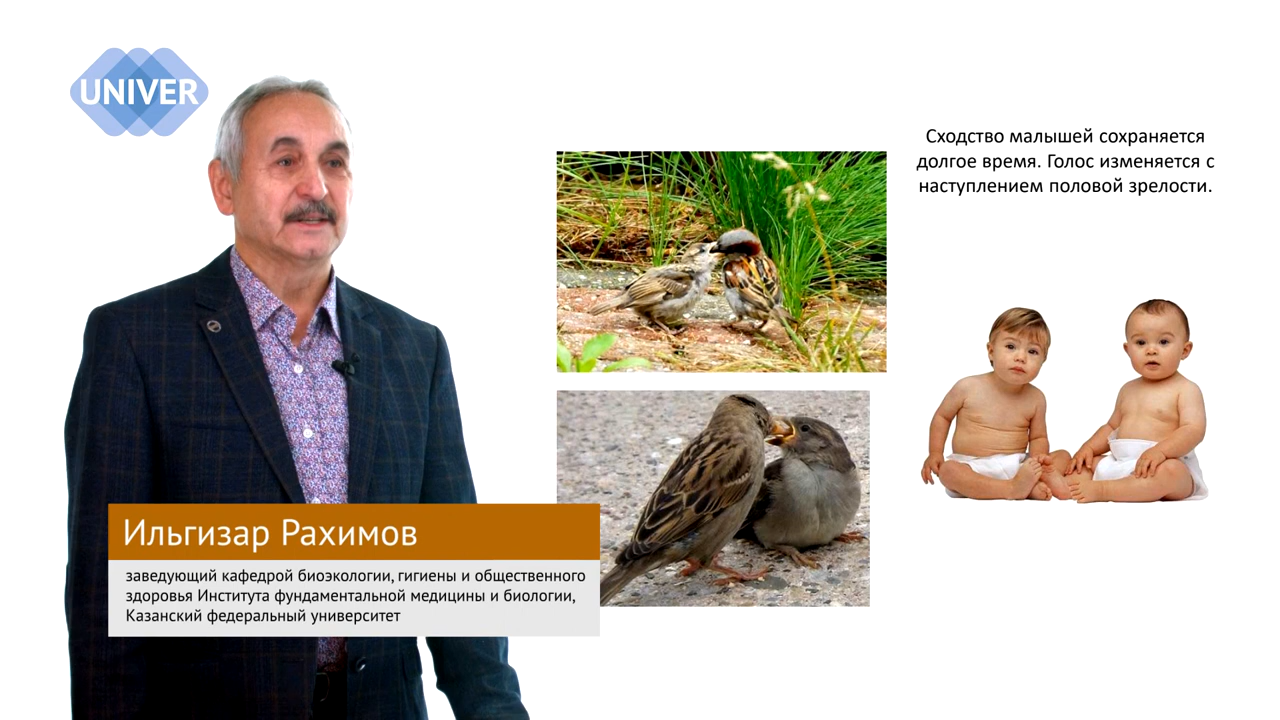 UNIVER
Сходство малышей сохраняется
долгое время. Голос изменяется с
наступлением половой зрелости.
Ильгизар Рахимов
заведующий кафедрой биоэкологии, гигиены и общественного
здоровья Института фундаментальной медицины и биологии,
Казанский федеральный университет